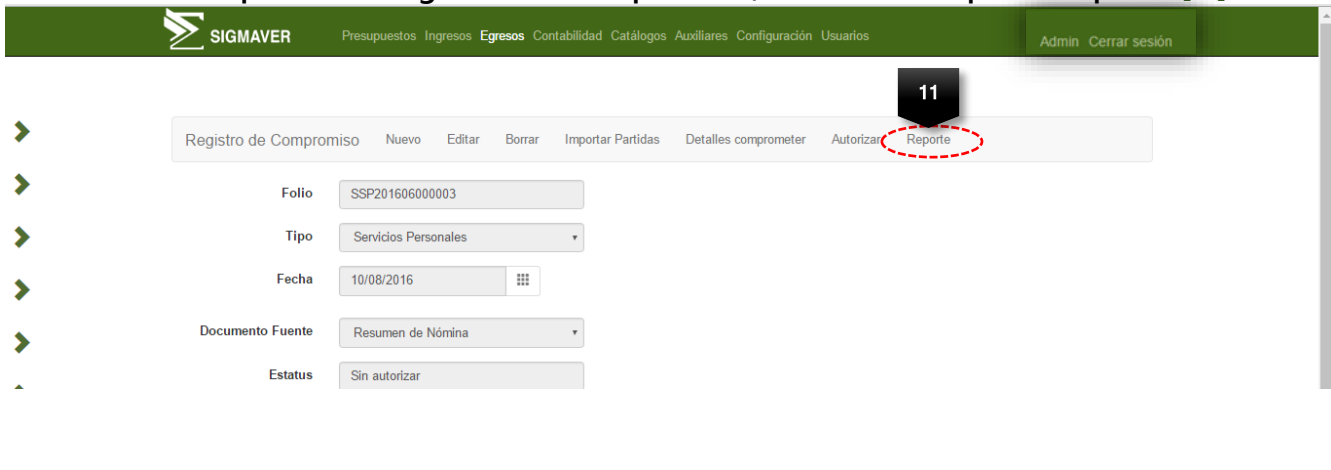 SIGMAVER Presupuestos Ingresos Egresos Contabilidad Catálogos Auxiliares Configuración Usuarios Admin Cerrar sesión
11
Registro de Compromiso Nuevo Editar Borrar Importar Partidas Detalles comprometer Autorizar Reporte
Folio SSP201606000003
Tipo Servicios Personales
Fecha 10/08/2016
Documento Fuente Resumen de Nómina
Estatus Sin autorizar